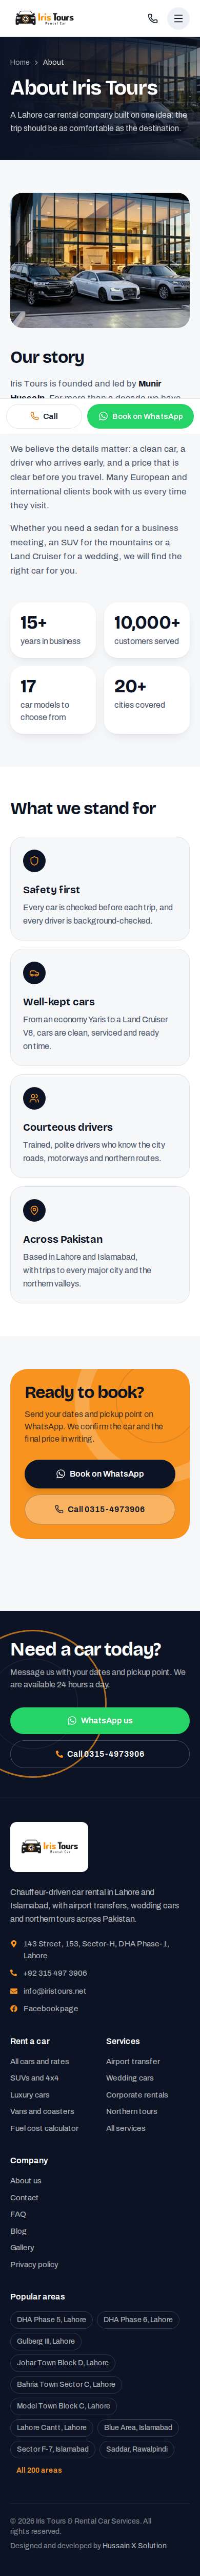 Iris Tours
Rental Car
Home > About
About Iris Tours
A Lahore car rental company built on one idea: the
trip should be as comfortable as the destination.
Our story
Iris Tours is founded and led by Munir
Call
Book on WhatsApp
We believe the details matter: a clean car, a
driver who arrives early, and a price that is
clear before you travel. Many European and
international clients book with us every time
they visit.
Whether you need a sedan for a business
meeting, an SUV for the mountains or a
Land Cruiser for a wedding, we will find the
right car for you.
15+
years in business
10,000+
customers served
17
car models to
choose from
20+
cities covered
What we stand for
Safety first
Every car is checked before each trip, and
every driver is background-checked.
Well-kept cars
From an economy Yaris to a Land Cruiser
V8, cars are clean, serviced and ready
on time.
Courteous drivers
Trained, polite drivers who know the city
roads, motorways and northern routes.
Across Pakistan
Based in Lahore and Islamabad,
with trips to every major city and the
northern valleys.
Ready to book?
Send your dates and pickup point on
WhatsApp. We confirm the car and the
final price in writing.
Book on WhatsApp
Call 0315-4973906
Need a car today?
Message us with your dates and pickup point. We
are available 24 hours a day.
WhatsApp us
Call 0315-4973906
Iris Tours
Rental Car
Chauffeur-driven car rental in Lahore and
Islamabad, with airport transfers, wedding cars
and northern tours across Pakistan.
143 Street, 153, Sector-H, DHA Phase-1,
Lahore
+92 315 497 3906
info@iristours.net
Facebook page
Rent a car
All cars and rates
SUVs and 4x4
Luxury cars
Vans and coasters
Fuel cost calculator
Services
Airport transfer
Wedding cars
Corporate rentals
Northern tours
All services
Company
About us
Contact
FAQ
Blog
Gallery
Privacy policy
Popular areas
DHA Phase 5, Lahore
DHA Phase 6, Lahore
Gulberg III, Lahore
Johar Town Block D, Lahore
Bahria Town Sector C, Lahore
Model Town Block C, Lahore
Lahore Cantt, Lahore
Blue Area, Islamabad
Sector F-7, Islamabad
Saddar, Rawalpindi
All 200 areas
© 2026 Iris Tours & Rental Car Services. All
rights reserved.
Designed and developed by Hussain X Solution